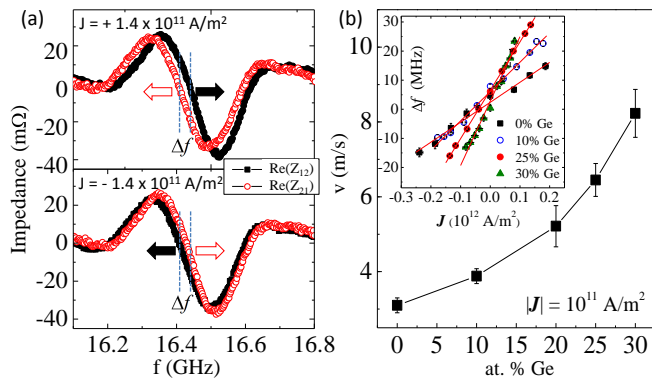 (a)
J = + 1.4 x 10¹¹ A/m²
Δf
Re(Z₁₂)
Re(Z₂₁)
J = - 1.4 x 10¹¹ A/m²
Δf
40
20
0
-20
-40
20
0
-20
-40
Impedance (mΩ)
16.2 16.4 16.6 16.8
f (GHz)
(b)
10
8
6
4
v (m/s)
20
10
0
-10
-20
Δf (MHz)
-0.3 -0.2 -0.1 0.0 0.1 0.2
J (10¹² A/m²)
0% Ge
10% Ge
25% Ge
30% Ge
|J| = 10¹¹ A/m²
0 5 10 15 20 25 30
at. % Ge